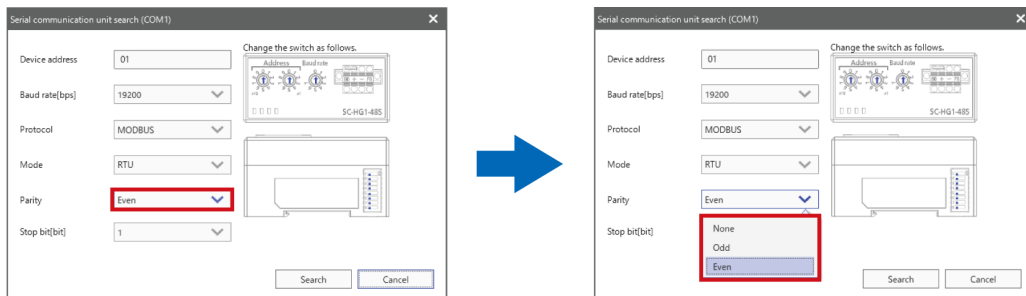 Serial communication unit search (COM1)
Device address
01
Change the switch as follows.
Address
Baud rate
SC-HG1-485
Baud rate[bps]
19200
Protocol
MODBUS
Mode
RTU
Parity
Even
Stop bit[bit]
1
Search
Cancel
Serial communication unit search (COM1)
Device address
01
Change the switch as follows.
Address
Baud rate
SC-HG1-485
Baud rate[bps]
19200
Protocol
MODBUS
Mode
RTU
Parity
Even
None
Odd
Even
Stop bit[bit]
Search
Cancel